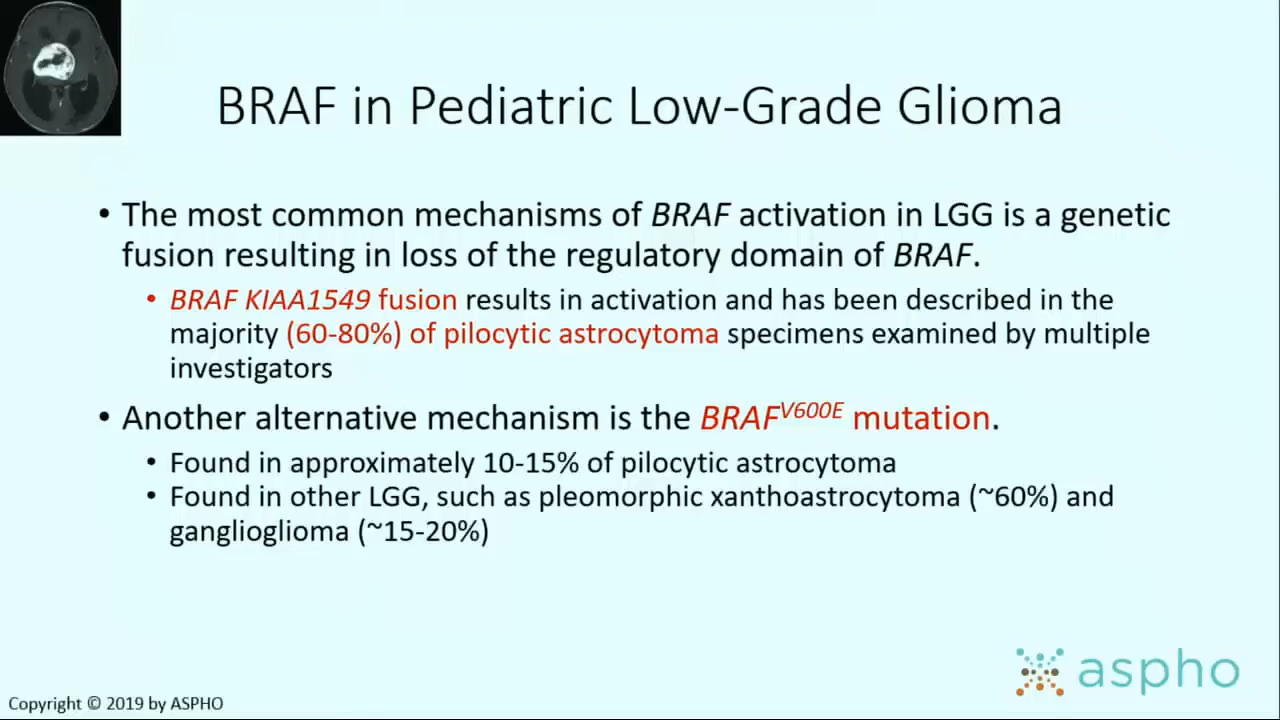 BRAF in Pediatric Low-Grade Glioma
• The most common mechanisms of BRAF activation in LGG is a genetic
fusion resulting in loss of the regulatory domain of BRAF.
• BRAF KIAA1549 fusion results in activation and has been described in the
majority (60-80%) of pilocytic astrocytoma specimens examined by multiple
investigators
• Another alternative mechanism is the BRAFV600E mutation.
• Found in approximately 10-15% of pilocytic astrocytoma
• Found in other LGG, such as pleomorphic xanthoastrocytoma (~60%) and
ganglioglioma (~15-20%)
aspho
Copyright © 2019 by ASPHO